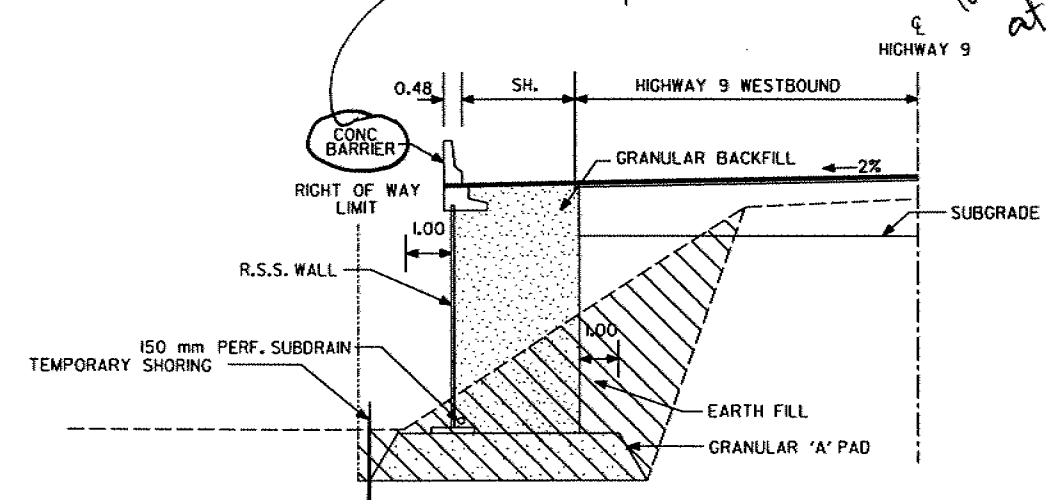 at
℄
HIGHWAY 9
0.48
SH.
HIGHWAY 9 WESTBOUND
CONC
BARRIER
GRANULAR BACKFILL
2%
RIGHT OF WAY
LIMIT
SUBGRADE
1.00
R.S.S. WALL
1.00
150 mm PERF. SUBDRAIN
TEMPORARY SHORING
EARTH FILL
GRANULAR 'A' PAD